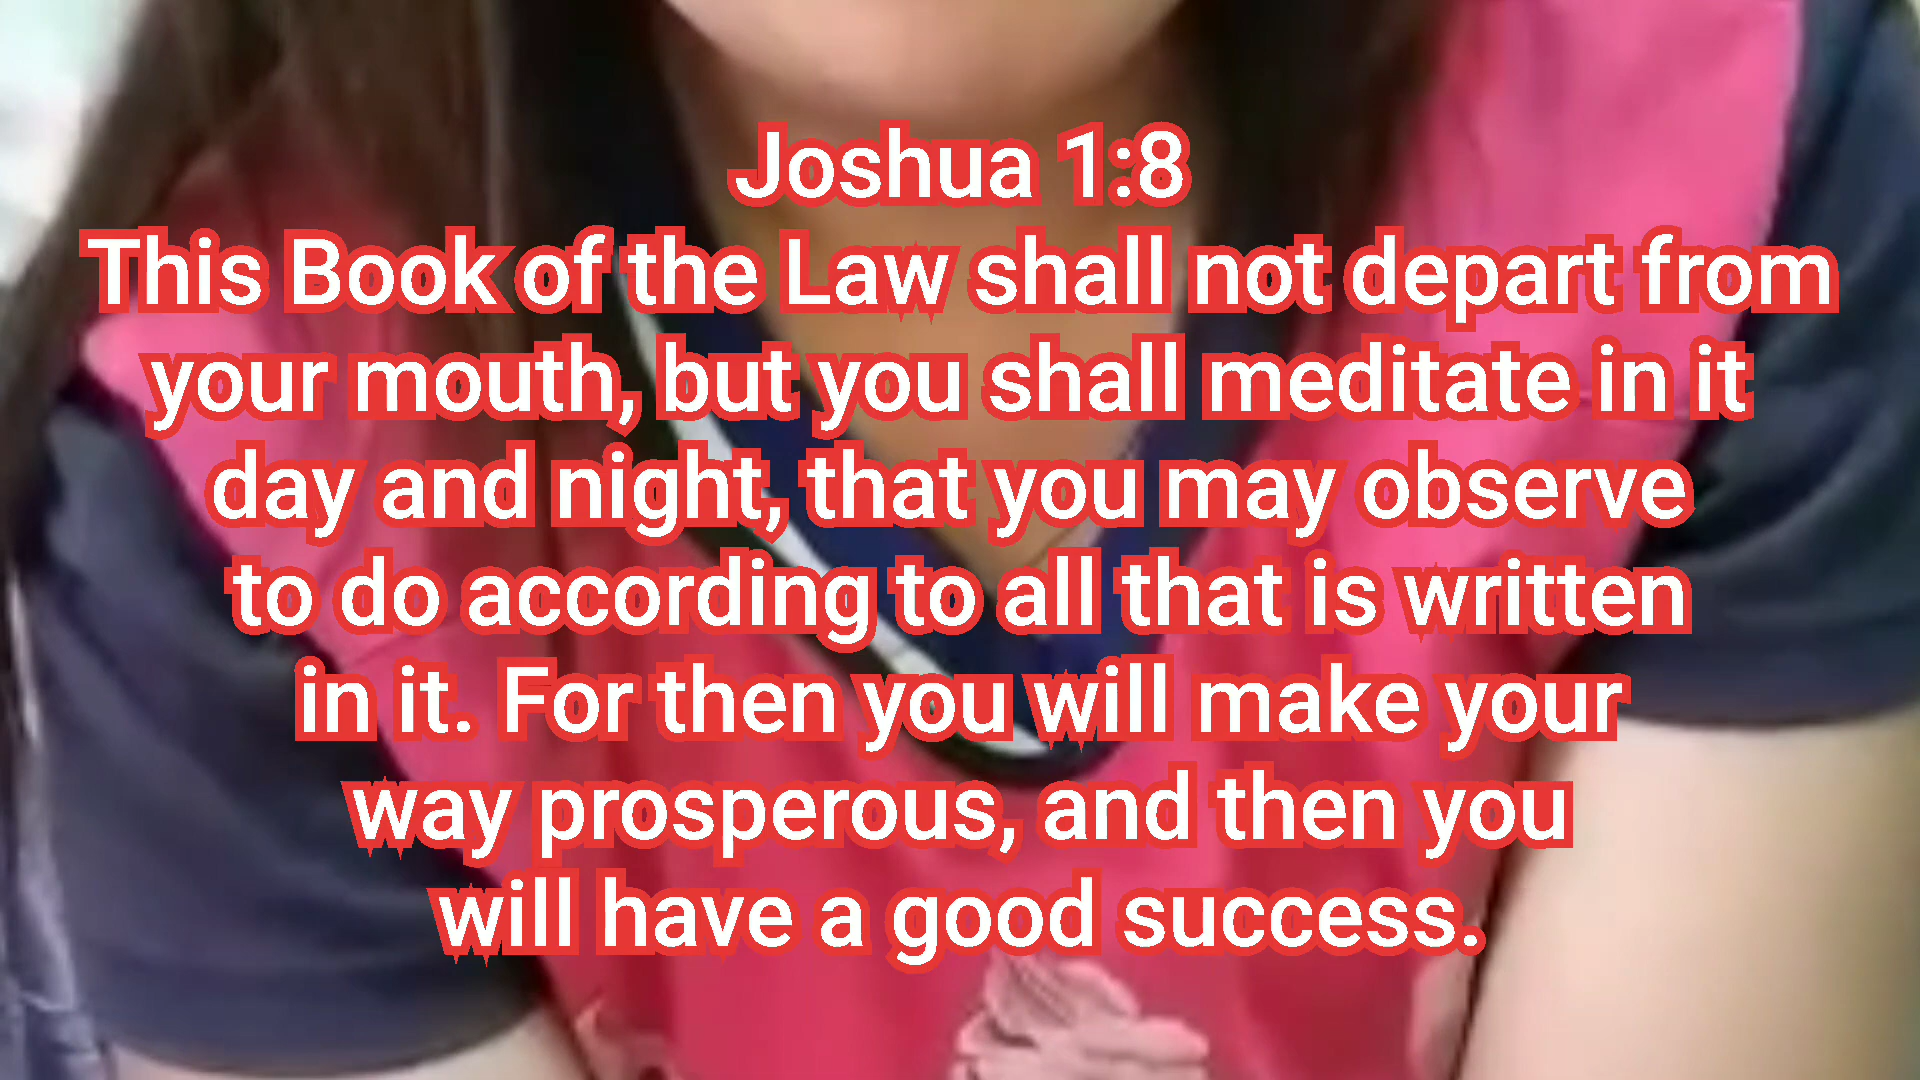 Joshua 1:8
This Book of the Law shall not depart from
your mouth, but you shall meditate in it
day and night, that you may observe
to do according to all that is written
in it. For then you will make your
way prosperous, and then you
will have a good success.